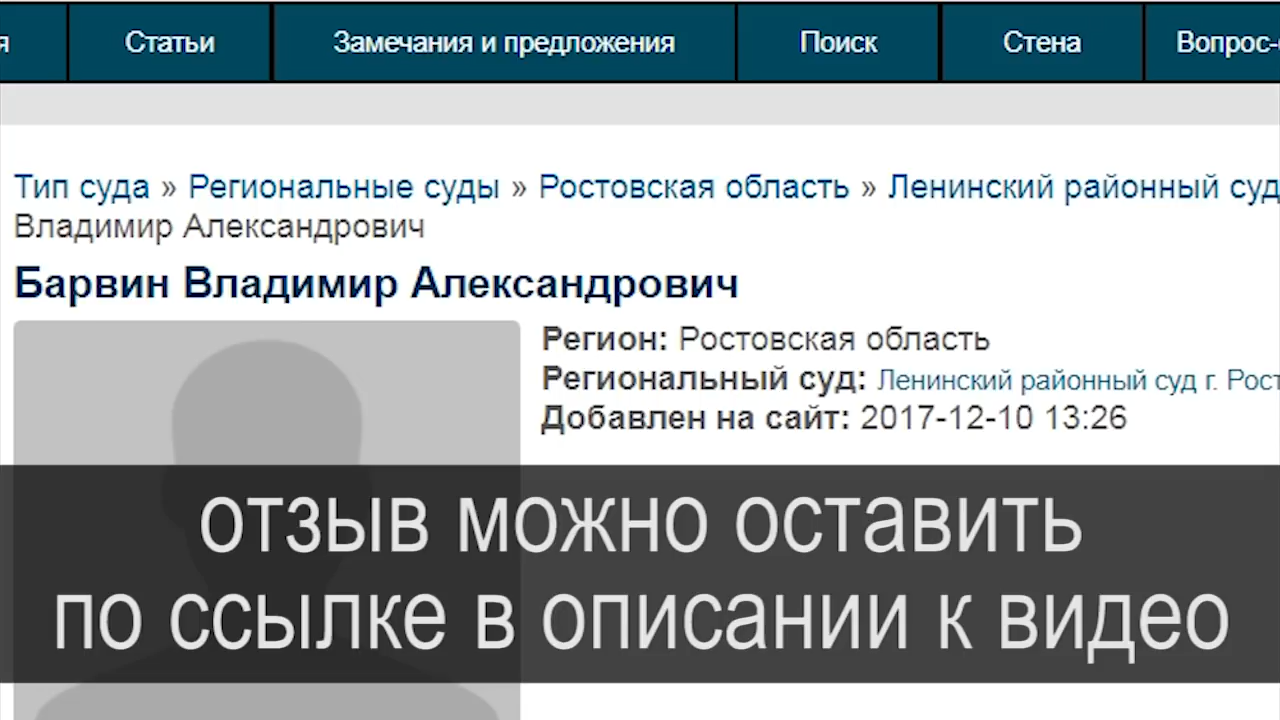 я Статьи Замечания и предложения Поиск Стена Вопрос-
Тип суда » Региональные суды » Ростовская область » Ленинский районный суд
Владимир Александрович
Барвин Владимир Александрович
Регион: Ростовская область
Региональный суд: Ленинский районный суд г. Рост
Добавлен на сайт: 2017-12-10 13:26
отзыв можно оставить
по ссылке в описании к видео